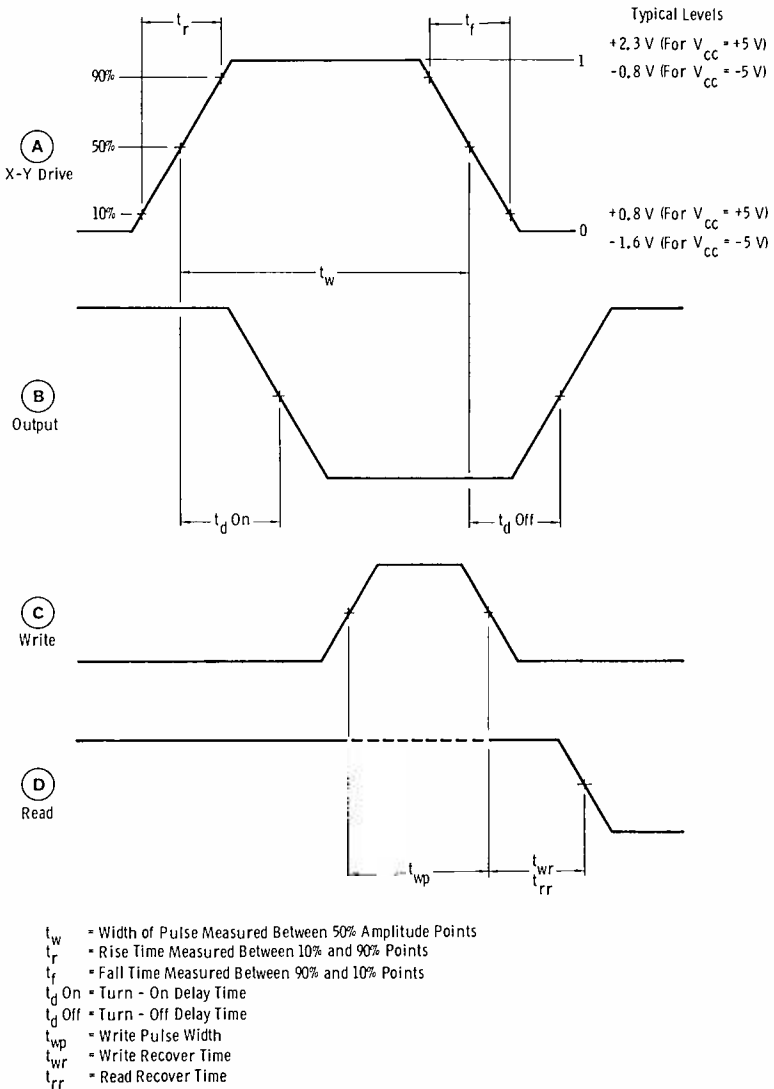 Typical Levels
t_r
t_f
+2.3 V (For V_cc = +5 V)
-0.8 V (For V_cc = -5 V)
1
90%
A
X-Y Drive
50%
10%
+0.8 V (For V_cc = +5 V)
0
-1.6 V (For V_cc = -5 V)
t_w
B
Output
t_d On
t_d Off
C
Write
D
Read
t_wp
t_wr
t_rr
t_w = Width of Pulse Measured Between 50% Amplitude Points
t_r = Rise Time Measured Between 10% and 90% Points
t_f = Fall Time Measured Between 90% and 10% Points
t_d On = Turn - On Delay Time
t_d Off = Turn - Off Delay Time
t_wp = Write Pulse Width
t_wr = Write Recover Time
t_rr = Read Recover Time